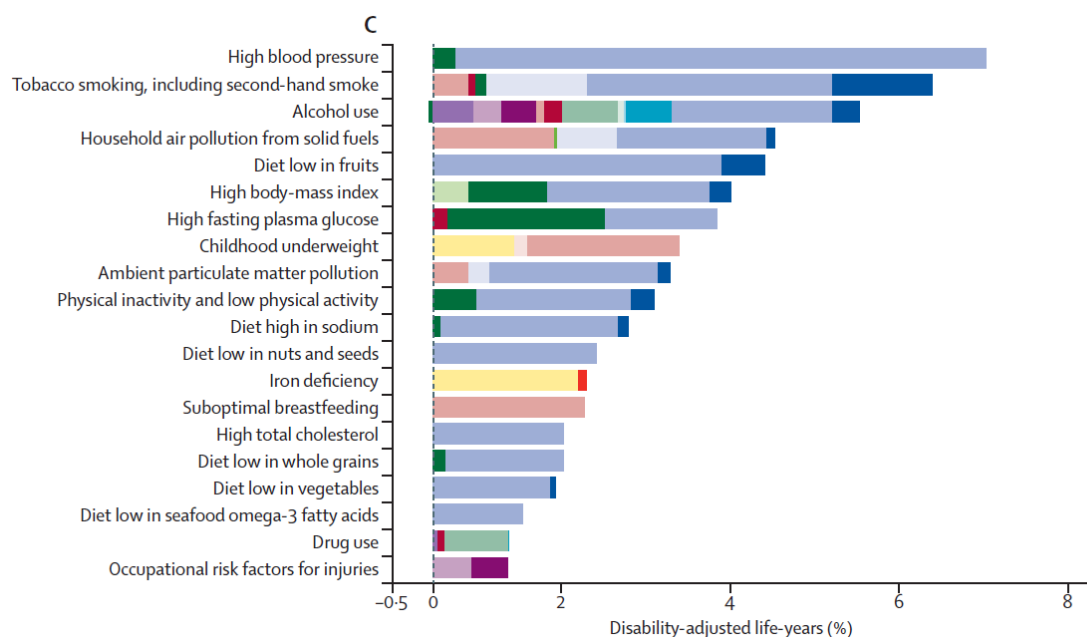 C
High blood pressure
Tobacco smoking, including second-hand smoke
Alcohol use
Household air pollution from solid fuels
Diet low in fruits
High body-mass index
High fasting plasma glucose
Childhood underweight
Ambient particulate matter pollution
Physical inactivity and low physical activity
Diet high in sodium
Diet low in nuts and seeds
Iron deficiency
Suboptimal breastfeeding
High total cholesterol
Diet low in whole grains
Diet low in vegetables
Diet low in seafood omega-3 fatty acids
Drug use
Occupational risk factors for injuries
−0·5 0 2 4 6 8
Disability-adjusted life-years (%)